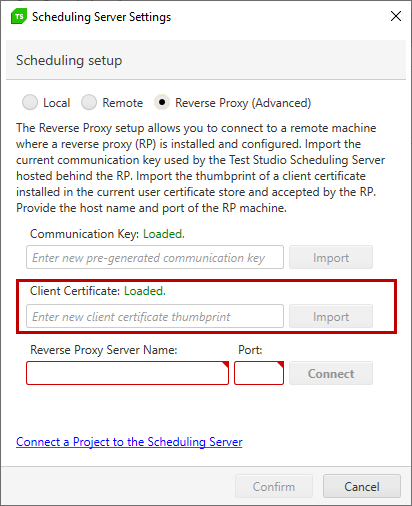 TS Scheduling Server Settings
Scheduling setup
Local Remote Reverse Proxy (Advanced)
The Reverse Proxy setup allows you to connect to a remote machine
where a reverse proxy (RP) is installed and configured. Import the
current communication key used by the Test Studio Scheduling Server
hosted behind the RP. Import the thumbprint of a client certificate
installed in the current user certificate store and accepted by the RP.
Provide the host name and port of the RP machine.
Communication Key: Loaded.
Enter new pre-generated communication key Import
Client Certificate: Loaded.
Enter new client certificate thumbprint Import
Reverse Proxy Server Name: Port:
Connect
Connect a Project to the Scheduling Server
Confirm Cancel